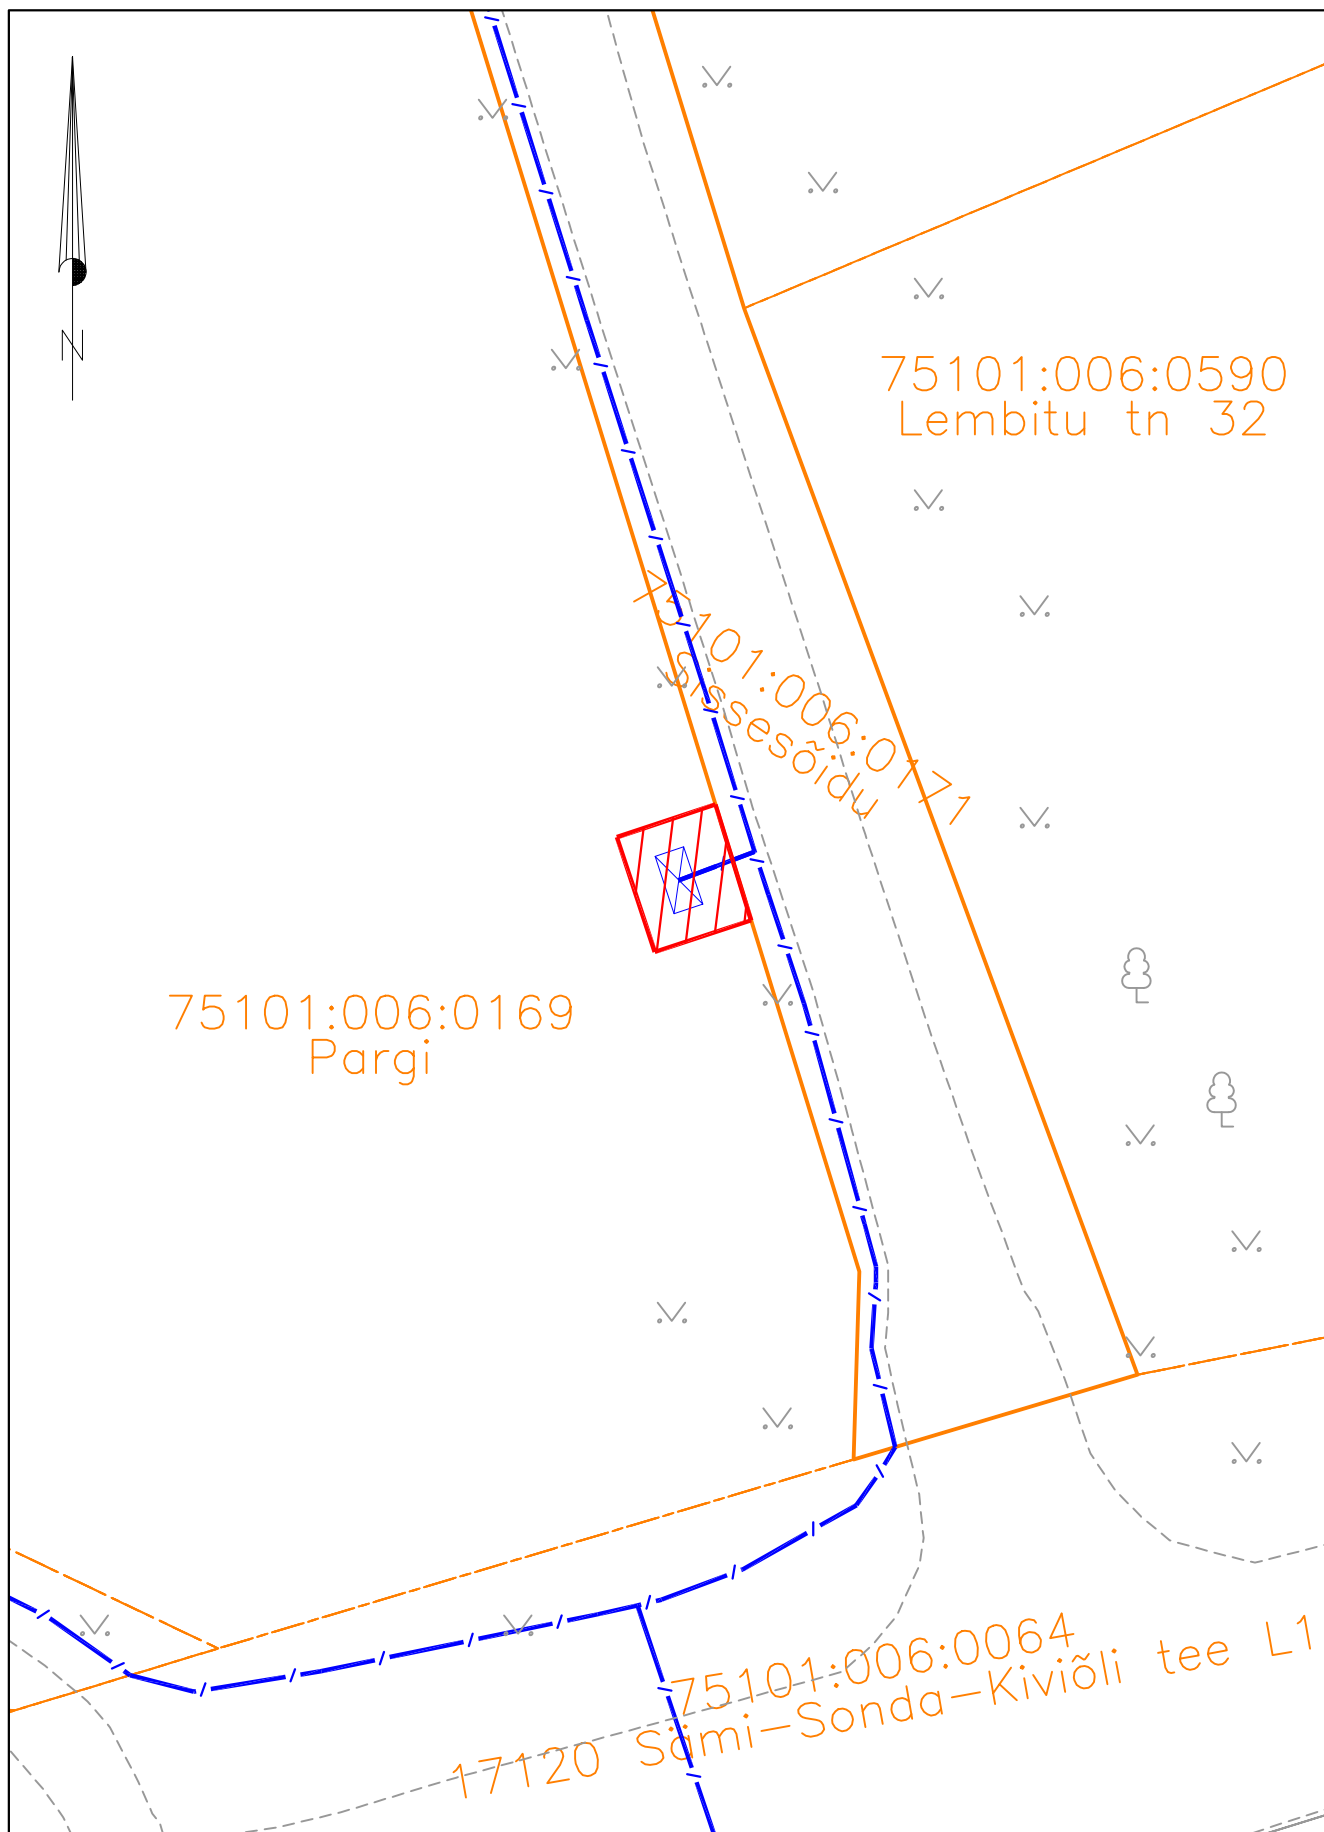 N
75101:006:0590
Lembitu tn 32
75101:006:0171
Sissesõidu
75101:006:0169
Pargi
75101:006:0064
17120 Sämi-Sonda-Kiviõli tee L1